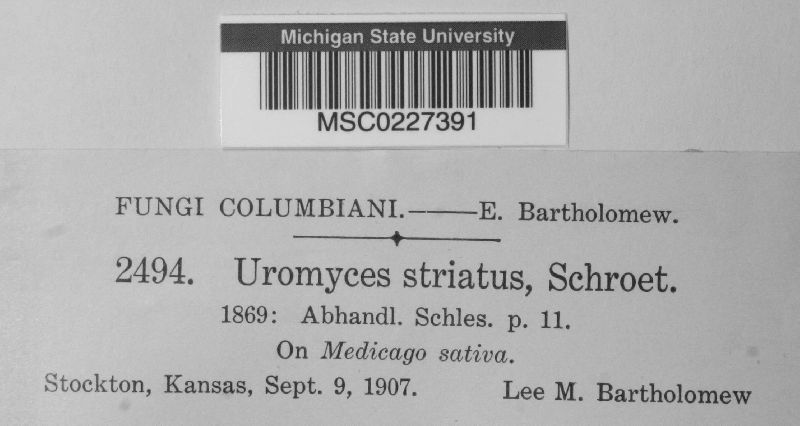 Michigan State University
MSC0227391
FUNGI COLUMBIANI.——E. Bartholomew.
2494. Uromyces striatus, Schroet.
1869: Abhandl. Schles. p. 11.
On Medicago sativa.
Stockton, Kansas, Sept. 9, 1907. Lee M. Bartholomew